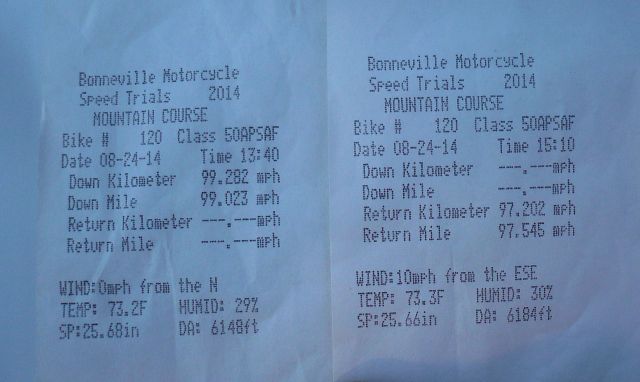 Bonneville Motorcycle
Speed Trials 2014
MOUNTAIN COURSE
Bike # 120 Class 50APSAF
Date 08-24-14 Time 13:40
Down Kilometer 99.282 mph
Down Mile 99.023 mph
Return Kilometer ---.---mph
Return Mile ---.---mph
WIND:0mph from the N
TEMP: 73.2F HUMID: 29%
SP:25.68in DA: 6148ft
Bonneville Motorcycle
Speed Trials 2014
MOUNTAIN COURSE
Bike # 120 Class 50APSAF
Date 08-24-14 Time 15:10
Down Kilometer ---.---mph
Down Mile ---.---mph
Return Kilometer 97.202 mph
Return Mile 97.545 mph
WIND:10mph from the ESE
TEMP: 73.3F HUMID: 30%
SP:25.66in DA: 6184ft